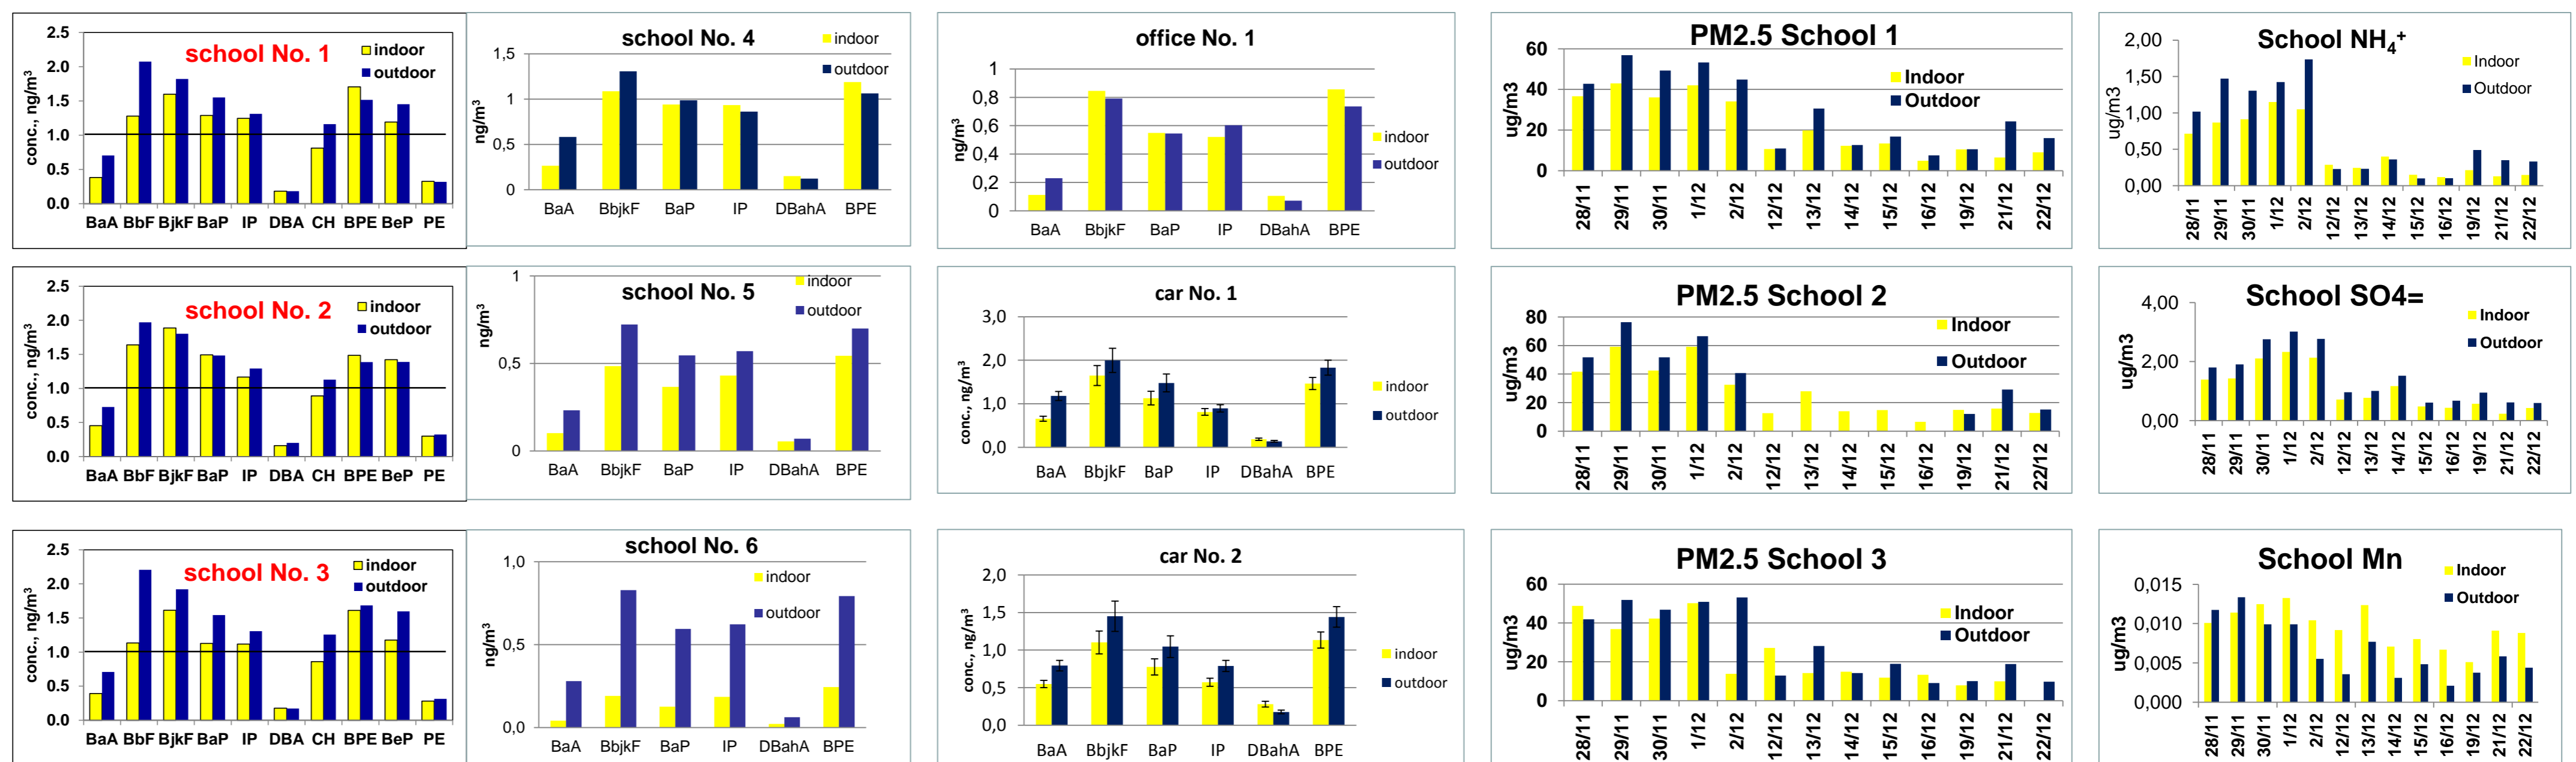 school No. 1
indoor
outdoor
conc., ng/m³
2.5
2.0
1.5
1.0
0.5
0.0
BaA BbF BjkF BaP IP DBA CH BPE BeP PE
school No. 4
indoor
outdoor
ng/m³
1,5
1
0,5
0
BaA BbjkF BaP IP DBahA BPE
office No. 1
indoor
outdoor
ng/m³
1
0,8
0,6
0,4
0,2
0
BaA BbjkF BaP IP DBahA BPE
PM2.5 School 1
Indoor
Outdoor
ug/m3
60
40
20
0
28/11 29/11 30/11 1/12 2/12 12/12 13/12 14/12 15/12 16/12 19/12 21/12 22/12
School NH₄⁺
Indoor
Outdoor
ug/m3
2,00
1,50
1,00
0,50
0,00
28/11 29/11 30/11 1/12 2/12 12/12 13/12 14/12 15/12 16/12 19/12 21/12 22/12
school No. 2
indoor
outdoor
conc., ng/m³
2.5
2.0
1.5
1.0
0.5
0.0
BaA BbF BjkF BaP IP DBA CH BPE BeP PE
school No. 5
indoor
outdoor
ng/m³
1
0,5
0
BaA BbjkF BaP IP DBahA BPE
car No. 1
indoor
outdoor
conc., ng/m³
3,0
2,0
1,0
0,0
BaA BbjkF BaP IP DBahA BPE
PM2.5 School 2
Indoor
Outdoor
ug/m3
80
60
40
20
0
28/11 29/11 30/11 1/12 2/12 12/12 13/12 14/12 15/12 16/12 19/12 21/12 22/12
School SO4=
Indoor
Outdoor
ug/m3
4,00
2,00
0,00
28/11 29/11 30/11 1/12 2/12 12/12 13/12 14/12 15/12 16/12 19/12 21/12 22/12
school No. 3
indoor
outdoor
conc., ng/m³
2.5
2.0
1.5
1.0
0.5
0.0
BaA BbF BjkF BaP IP DBA CH BPE BeP PE
school No. 6
indoor
outdoor
ng/m³
1,0
0,5
0,0
BaA BbjkF BaP IP DBahA BPE
car No. 2
indoor
outdoor
conc., ng/m³
2,0
1,5
1,0
0,5
0,0
BaA BbjkF BaP IP DBahA BPE
PM2.5 School 3
Indoor
Outdoor
ug/m3
60
40
20
0
28/11 29/11 30/11 1/12 2/12 12/12 13/12 14/12 15/12 16/12 19/12 21/12 22/12
School Mn
Indoor
Outdoor
ug/m3
0,015
0,010
0,005
0,000
28/11 29/11 30/11 1/12 2/12 12/12 13/12 14/12 15/12 16/12 19/12 21/12 22/12